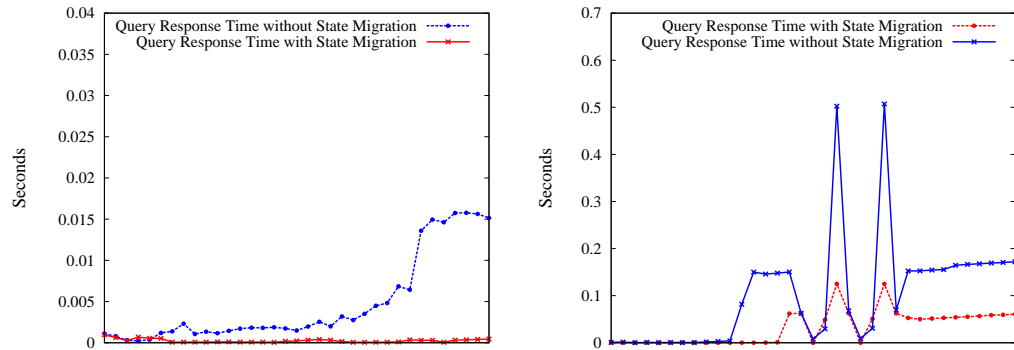 Query Response Time without State Migration
Query Response Time with State Migration
0.04
0.035
0.03
0.025
0.02
0.015
0.01
0.005
0
Seconds
Query Response Time with State Migration
Query Response Time without State Migration
0.7
0.6
0.5
0.4
0.3
0.2
0.1
0
Seconds